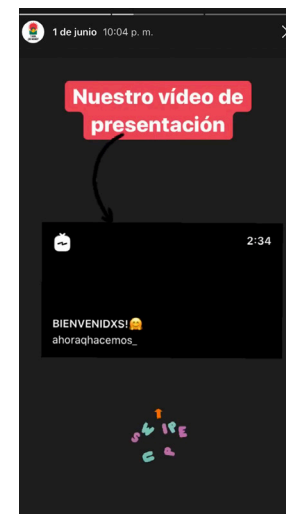 1 de junio 10:04 p. m.
Nuestro vídeo de
presentación
2:34
BIENVENIDXS!🤗
ahoraqhacemos_
SWIPE
UP